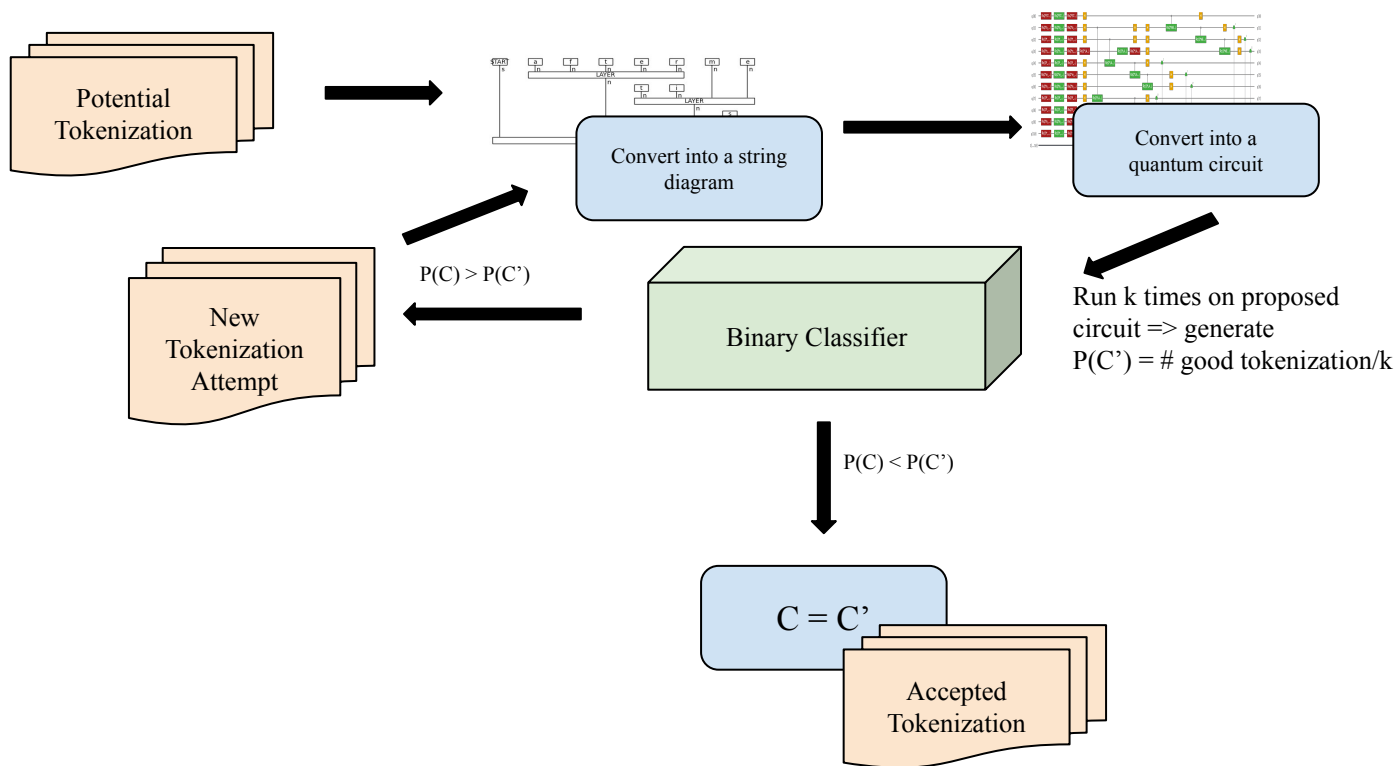 Potential
Tokenization
START a f t e r m e
s n n n n n n n
LAYER
t i
n n
LAYER
n
s
Convert into a string
diagram
Convert into a
quantum circuit
New
Tokenization
Attempt
P(C) > P(C’)
Binary Classifier
Run k times on proposed
circuit => generate
P(C’) = # good tokenization/k
P(C) < P(C’)
C = C’
Accepted
Tokenization